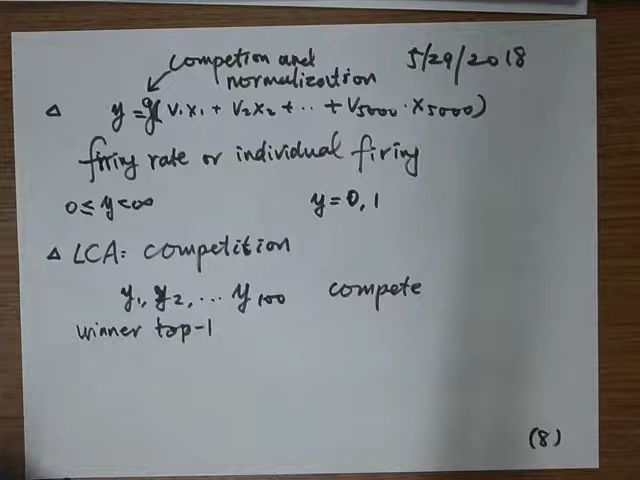 competion and
normalization
5/29/2018
△ y = g(v₁x₁ + v₂x₂ + ·· + v₅₀₀₀·x₅₀₀₀)
firing rate or individual firing
0 ≤ y < ∞ y = 0, 1
△ LCA: competition
y₁, y₂, ... y₁₀₀ compete
winner top-1
(8)